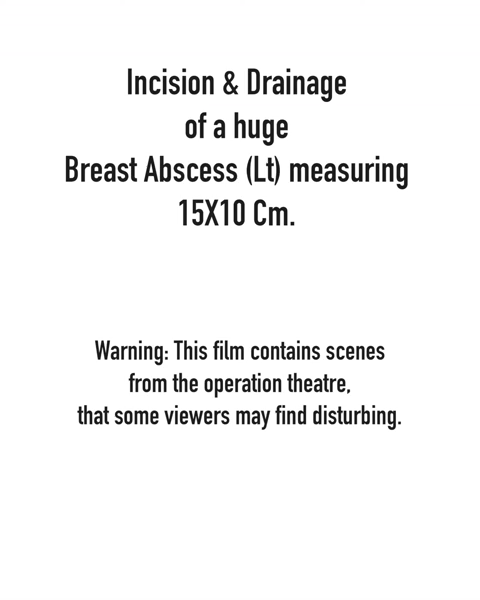 Incision & Drainage
of a huge
Breast Abscess (Lt) measuring
15X10 Cm.
Warning: This film contains scenes
from the operation theatre,
that some viewers may find disturbing.